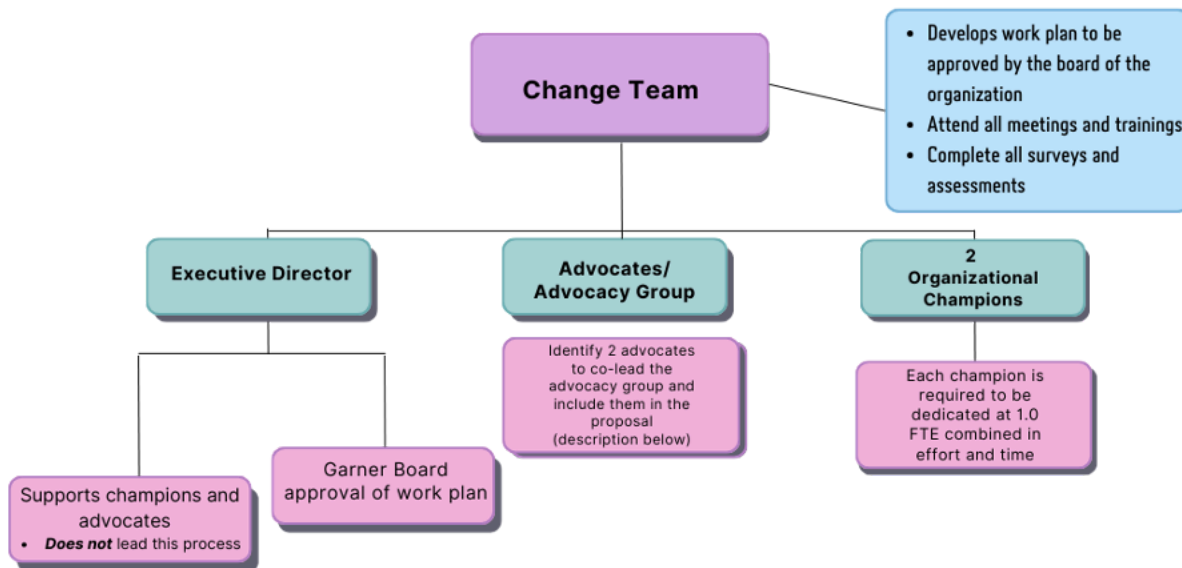 Change Team
• Develops work plan to be
approved by the board of the
organization
• Attend all meetings and trainings
• Complete all surveys and
assessments
Executive Director
Advocates/
Advocacy Group
2
Organizational
Champions
Identify 2 advocates
to co-lead the
advocacy group and
include them in the
proposal
(description below)
Each champion is
required to be
dedicated at 1.0
FTE combined in
effort and time
Supports champions and
advocates
• Does not lead this process
Garner Board
approval of work plan